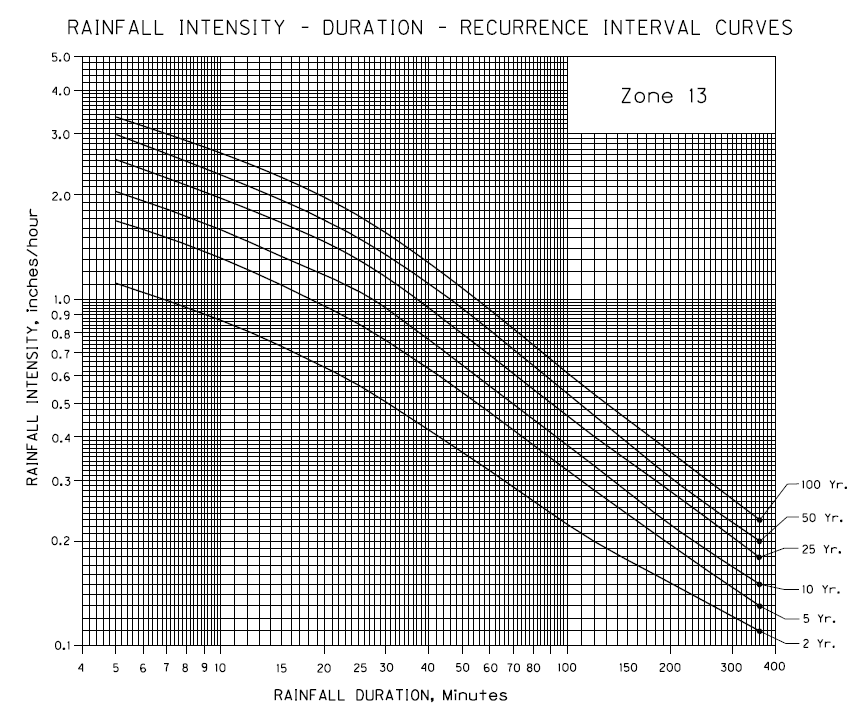 RAINFALL INTENSITY - DURATION - RECURRENCE INTERVAL CURVES
Zone 13
RAINFALL INTENSITY, inches/hour
5.0
4.0
3.0
2.0
1.0
0.9
0.8
0.7
0.6
0.5
0.4
0.3
0.2
0.1
100 Yr.
50 Yr.
25 Yr.
10 Yr.
5 Yr.
2 Yr.
4 5 6 7 8 9 10 15 20 25 30 40 50 60 70 80 100 150 200 300 400
RAINFALL DURATION, Minutes